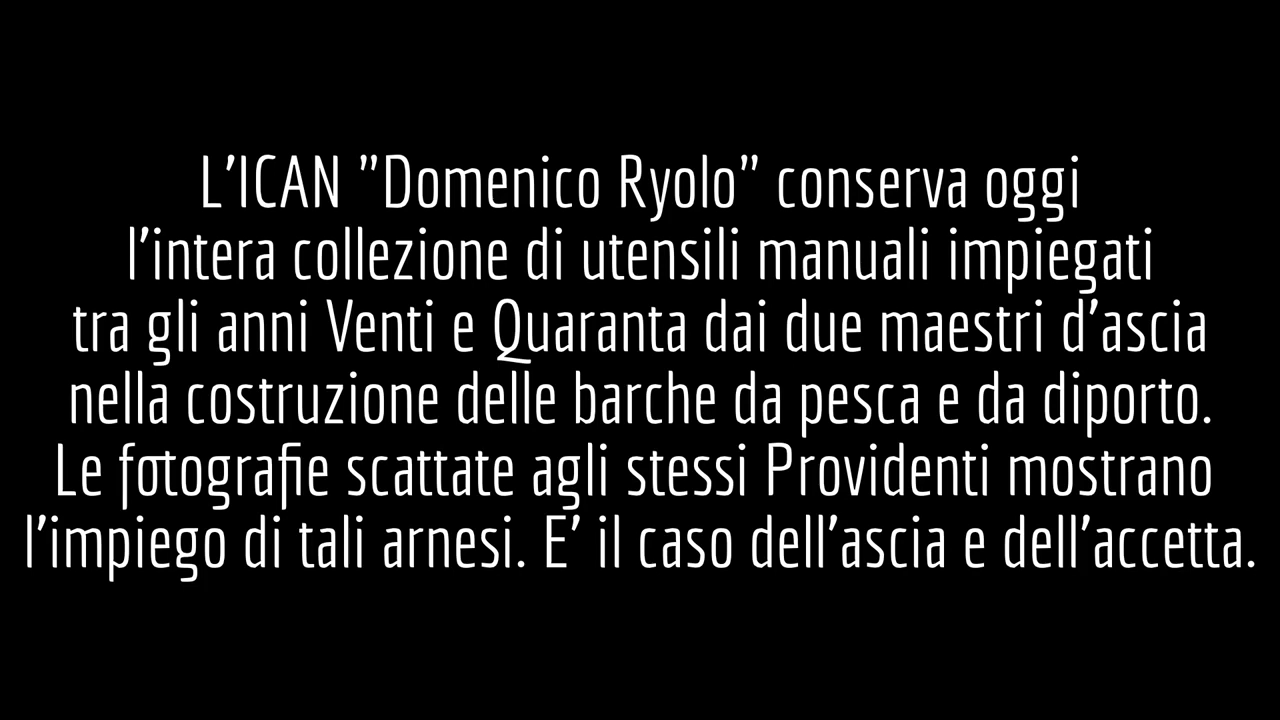 L'ICAN "Domenico Ryolo" conserva oggi
l'intera collezione di utensili manuali impiegati
tra gli anni Venti e Quaranta dai due maestri d'ascia
nella costruzione delle barche da pesca e da diporto.
Le fotografie scattate agli stessi Providenti mostrano
l'impiego di tali arnesi. E' il caso dell'ascia e dell'accetta.